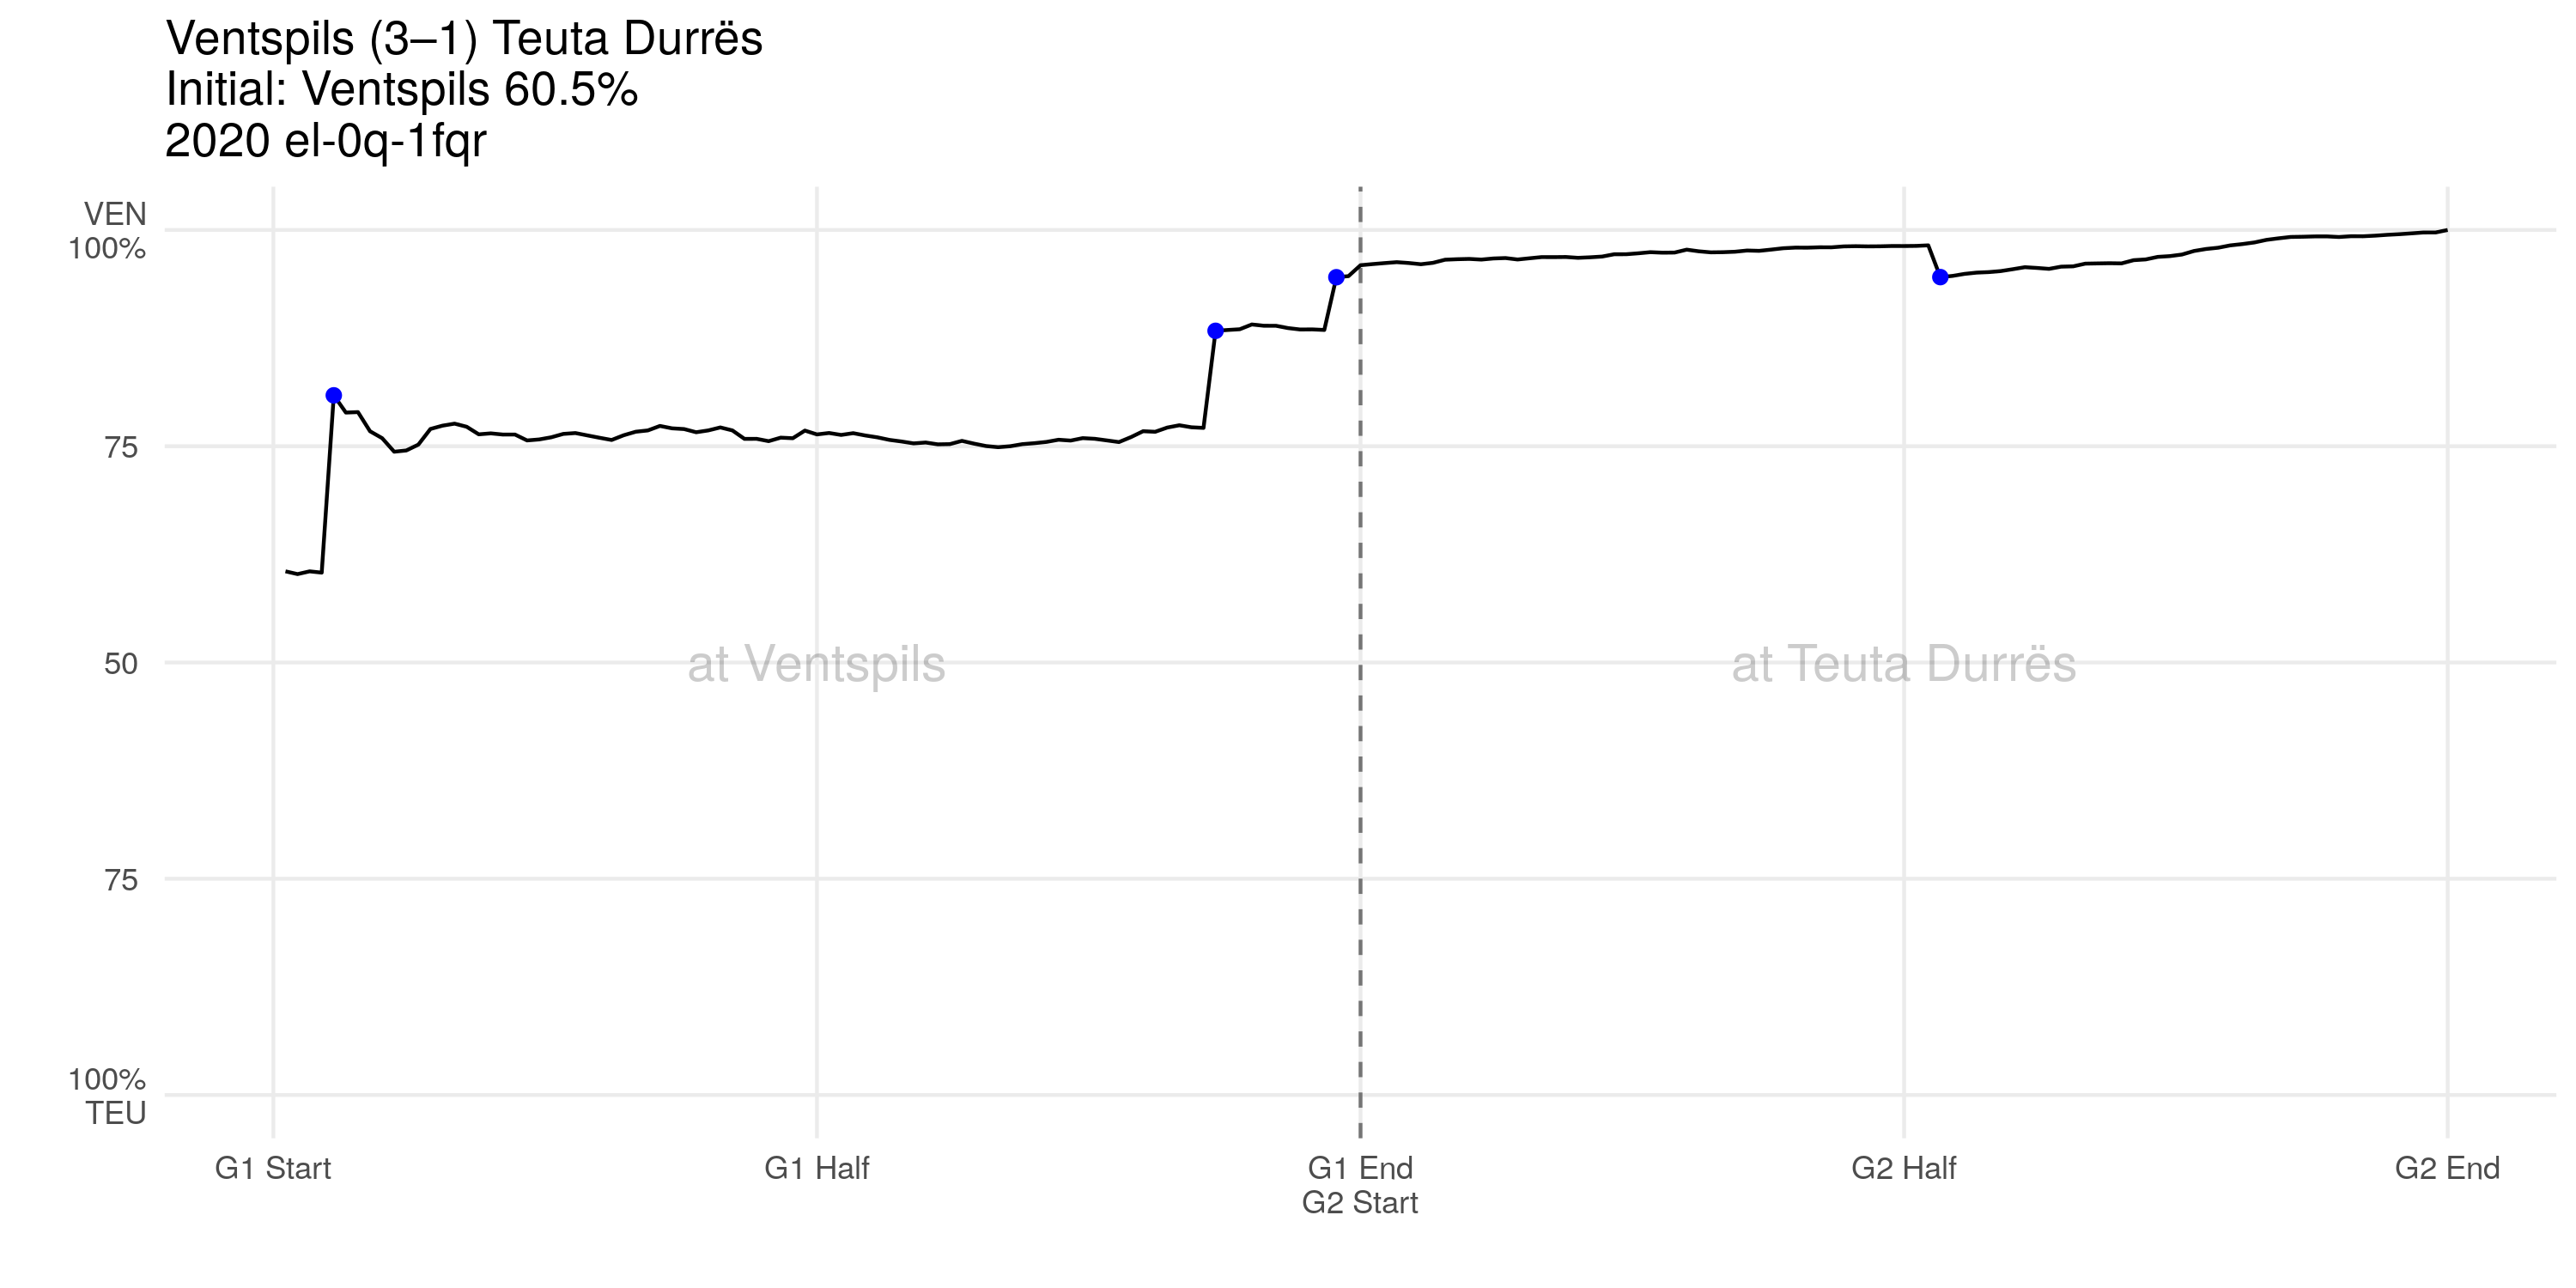 Ventspils (3–1) Teuta Durrës
Initial: Ventspils 60.5%
2020 el-0q-1fqr
VEN
100%
75
50
75
100%
TEU
at Ventspils
at Teuta Durrës
G1 Start
G1 Half
G1 End
G2 Start
G2 Half
G2 End